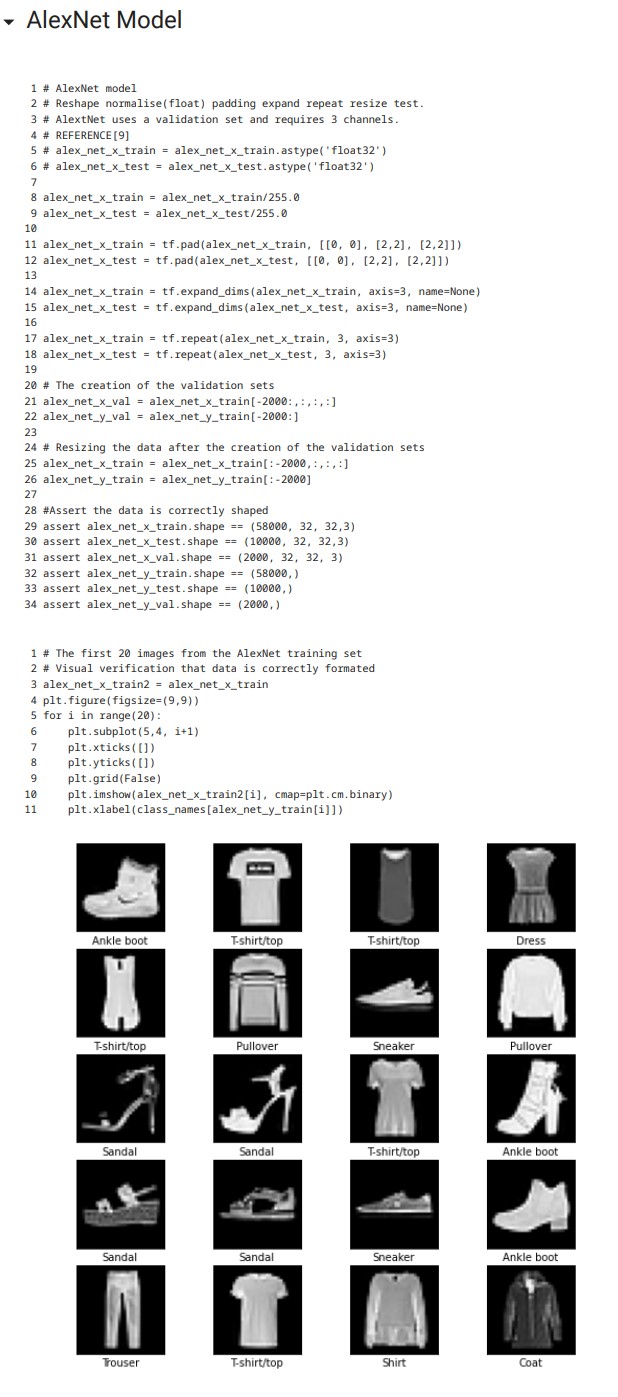 AlexNet Model
1 # AlexNet model
2 # Reshape normalise(float) padding expand repeat resize test.
3 # AlextNet uses a validation set and requires 3 channels.
4 # REFERENCE[9]
5 # alex_net_x_train = alex_net_x_train.astype('float32')
6 # alex_net_x_test = alex_net_x_test.astype('float32')
7
8 alex_net_x_train = alex_net_x_train/255.0
9 alex_net_x_test = alex_net_x_test/255.0
10
11 alex_net_x_train = tf.pad(alex_net_x_train, [[0, 0], [2,2], [2,2]])
12 alex_net_x_test = tf.pad(alex_net_x_test, [[0, 0], [2,2], [2,2]])
13
14 alex_net_x_train = tf.expand_dims(alex_net_x_train, axis=3, name=None)
15 alex_net_x_test = tf.expand_dims(alex_net_x_test, axis=3, name=None)
16
17 alex_net_x_train = tf.repeat(alex_net_x_train, 3, axis=3)
18 alex_net_x_test = tf.repeat(alex_net_x_test, 3, axis=3)
19
20 # The creation of the validation sets
21 alex_net_x_val = alex_net_x_train[-2000:,:,:,:]
22 alex_net_y_val = alex_net_y_train[-2000:]
23
24 # Resizing the data after the creation of the validation sets
25 alex_net_x_train = alex_net_x_train[:-2000,:,:,:]
26 alex_net_y_train = alex_net_y_train[:-2000]
27
28 #Assert the data is correctly shaped
29 assert alex_net_x_train.shape == (58000, 32, 32,3)
30 assert alex_net_x_test.shape == (10000, 32, 32,3)
31 assert alex_net_x_val.shape == (2000, 32, 32, 3)
32 assert alex_net_y_train.shape == (58000,)
33 assert alex_net_y_test.shape == (10000,)
34 assert alex_net_y_val.shape == (2000,)
1 # The first 20 images from the AlexNet training set
2 # Visual verification that data is correctly formated
3 alex_net_x_train2 = alex_net_x_train
4 plt.figure(figsize=(9,9))
5 for i in range(20):
6     plt.subplot(5,4, i+1)
7     plt.xticks([])
8     plt.yticks([])
9     plt.grid(False)
10     plt.imshow(alex_net_x_train2[i], cmap=plt.cm.binary)
11     plt.xlabel(class_names[alex_net_y_train[i]])
Ankle boot T-shirt/top T-shirt/top Dress
T-shirt/top Pullover Sneaker Pullover
Sandal Sandal T-shirt/top Ankle boot
Sandal Sandal Sneaker Ankle boot
Trouser T-shirt/top Shirt Coat